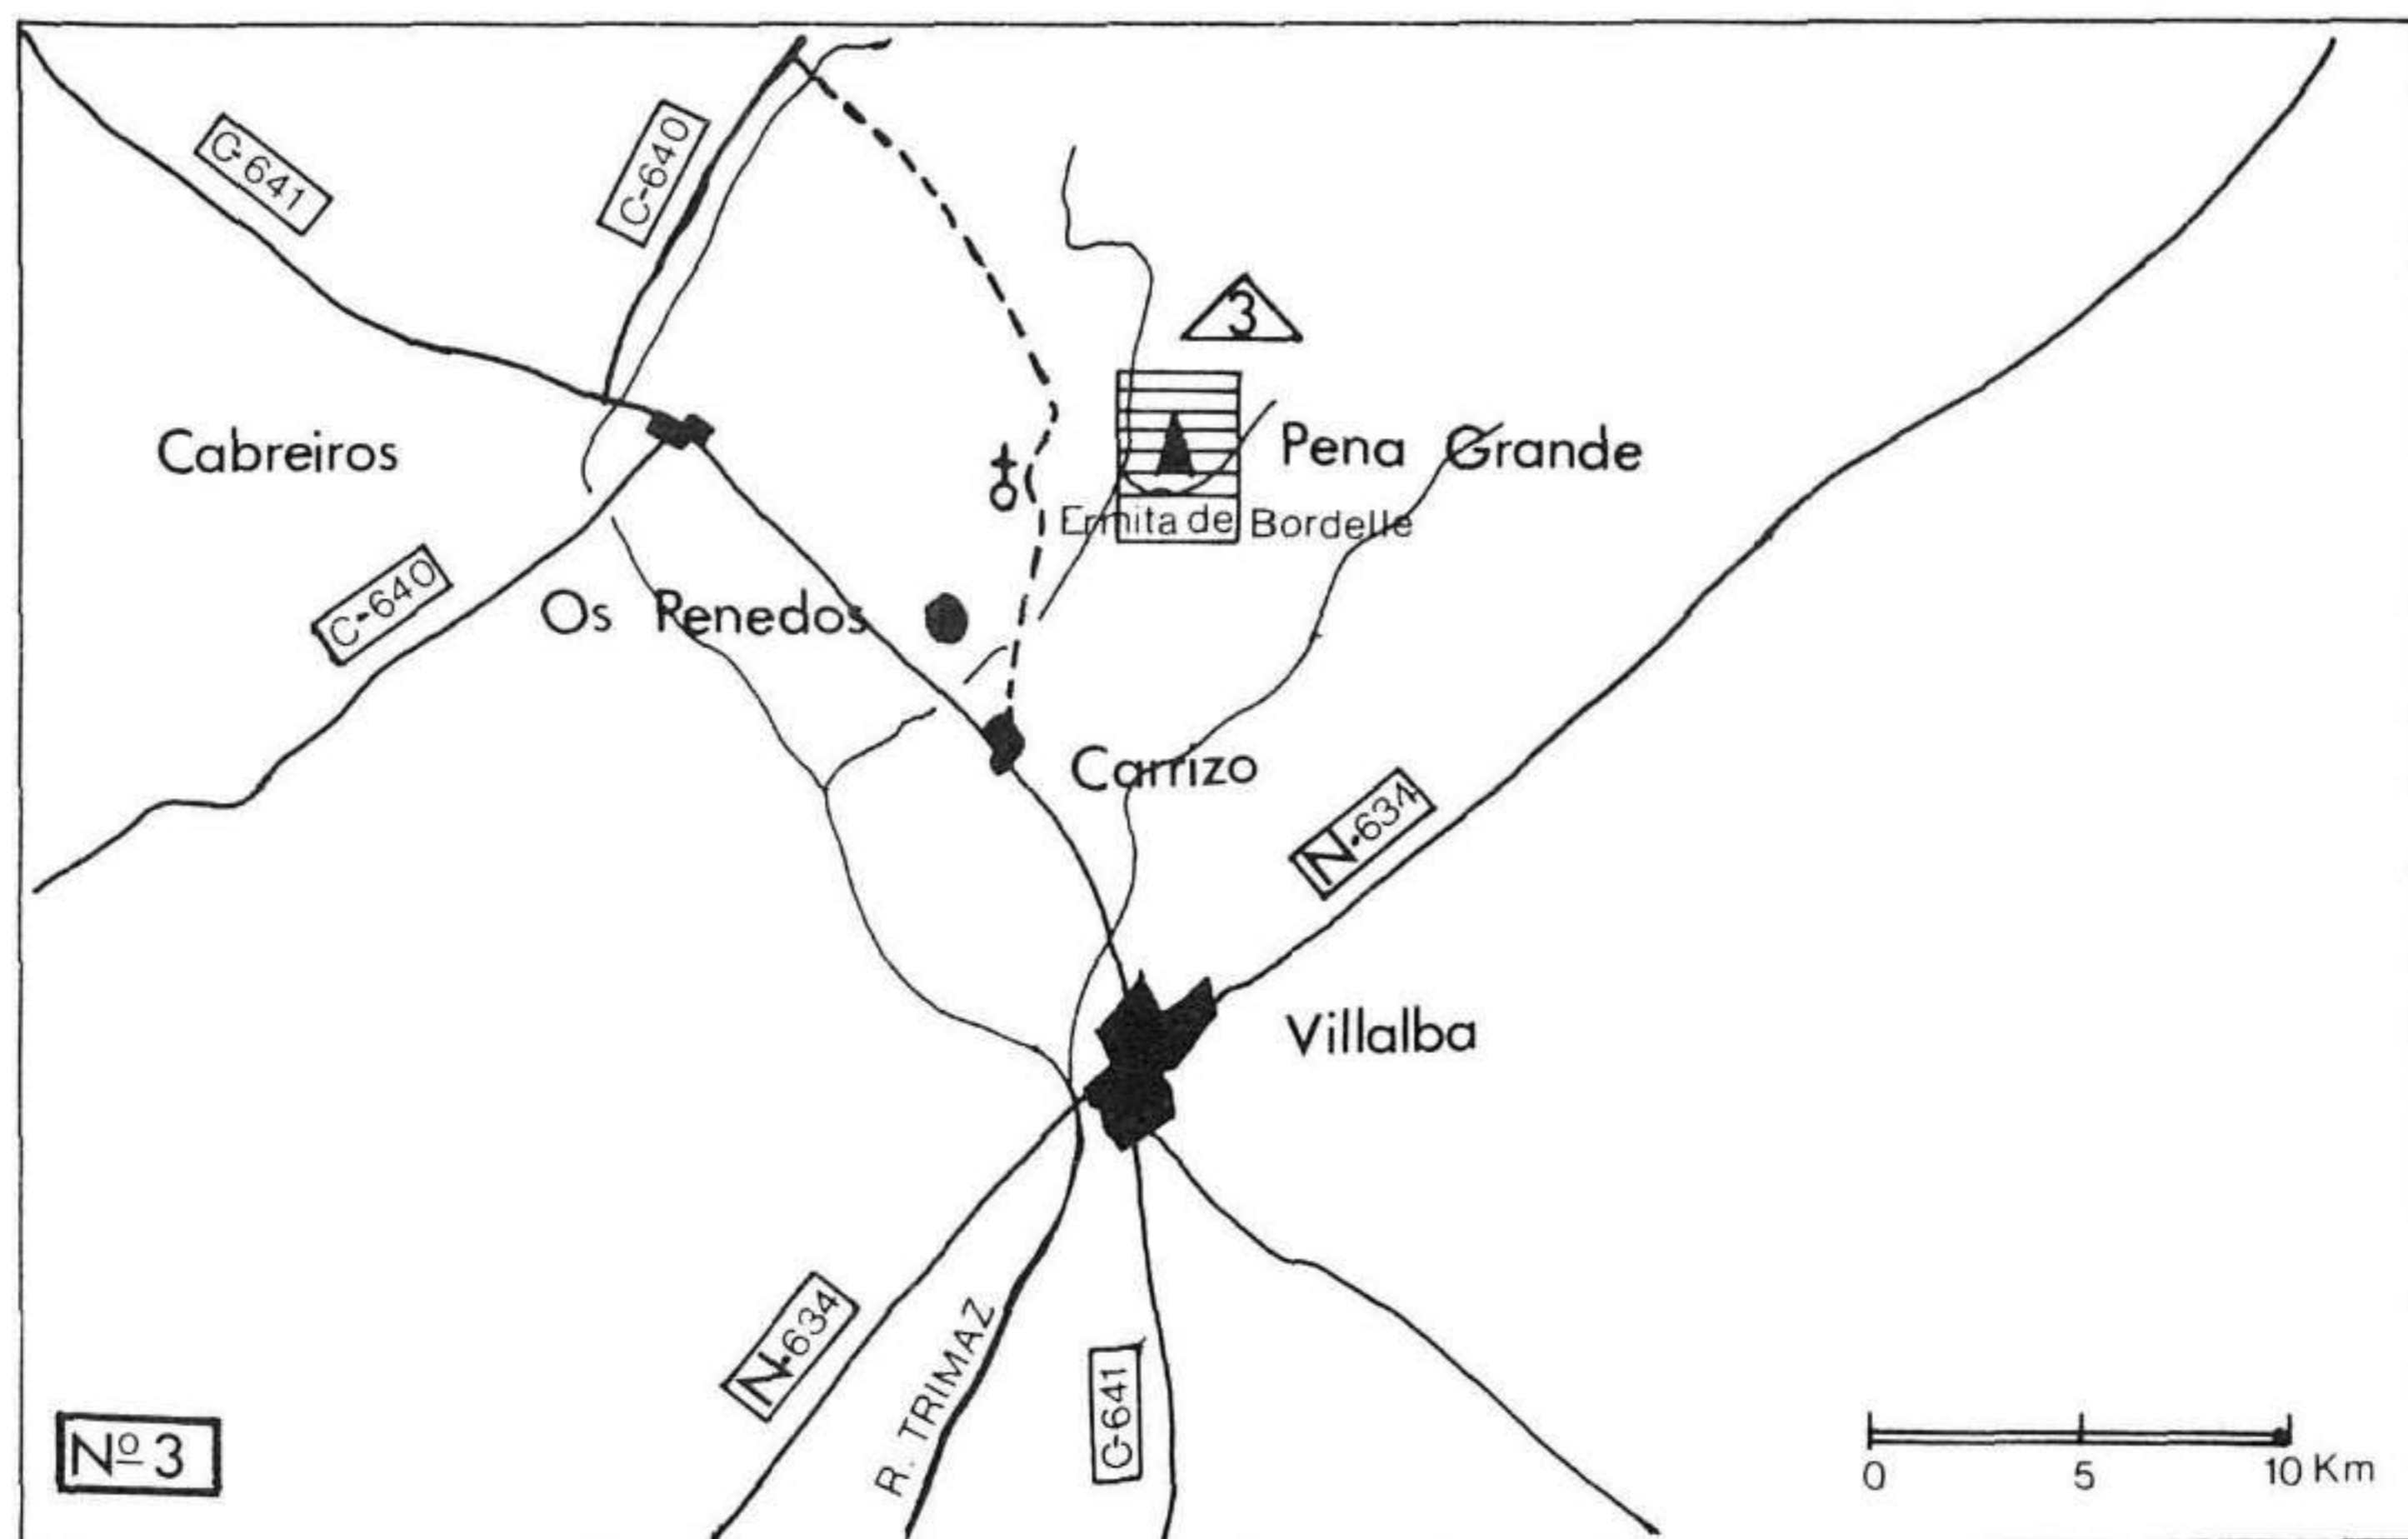 C-641
C-640
3
Cabreiros
Pena Grande
Ermita de Bordelle
C-640
Os Renedos
Carrizo
N-634
Villalba
N-634
R. TRIMAZ
C-641
Nº 3
0 5 10 Km